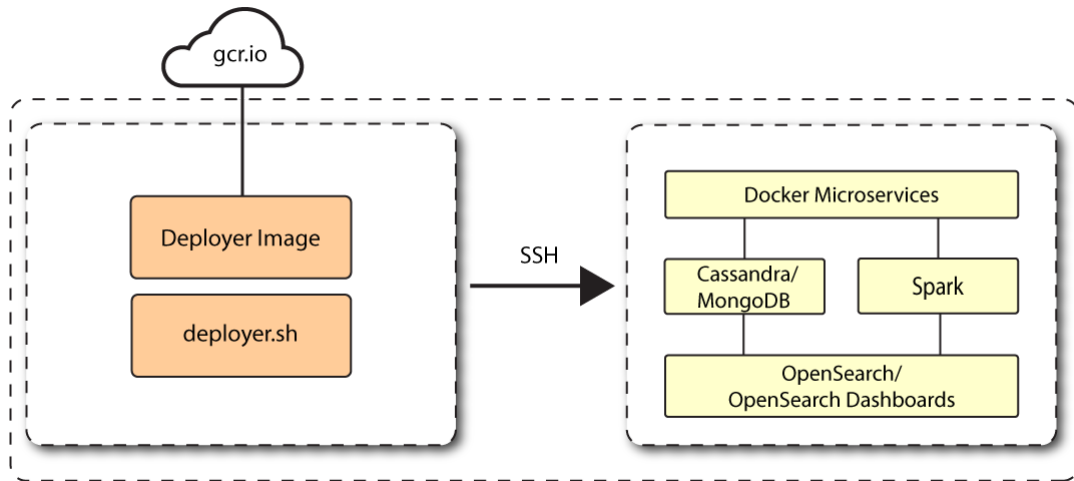 gcr.io
Deployer Image
deployer.sh
SSH
Docker Microservices
Cassandra/
MongoDB
Spark
OpenSearch/
OpenSearch Dashboards